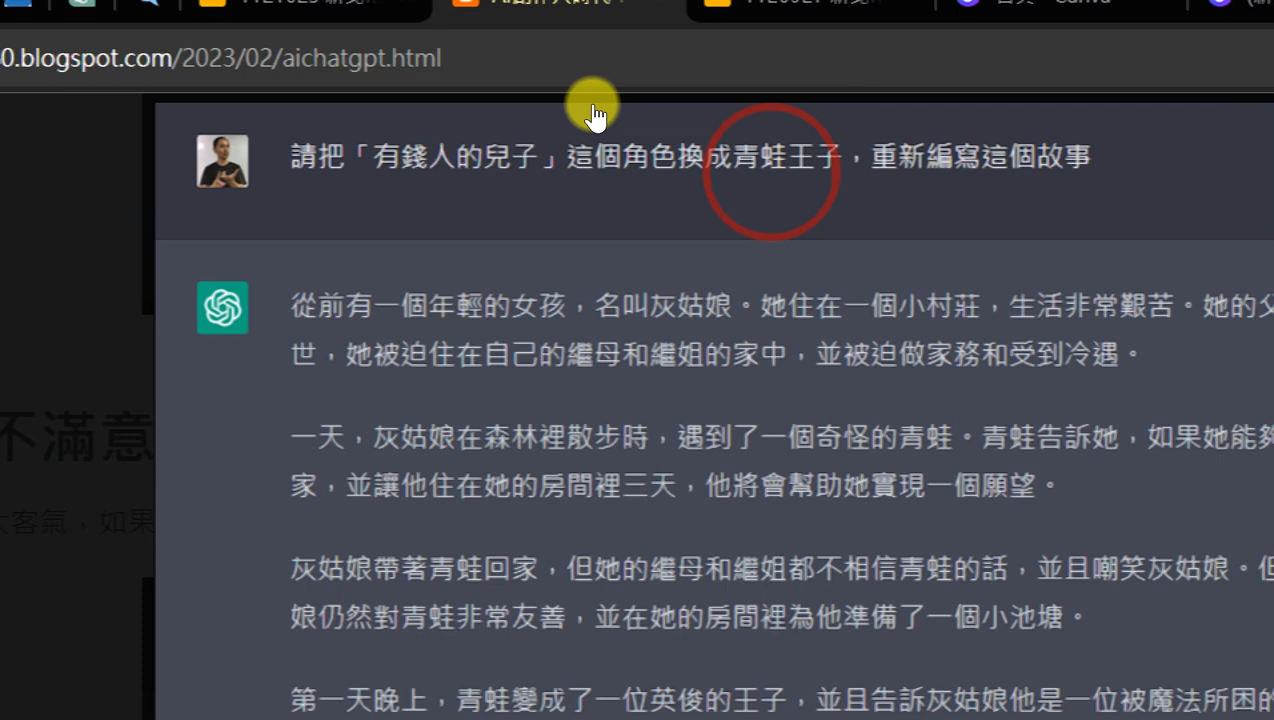 Canva
0.blogspot.com/2023/02/aichatgpt.html
請把「有錢人的兒子」這個角色換成青蛙王子，重新編寫這個故事
從前有一個年輕的女孩，名叫灰姑娘。她住在一個小村莊，生活非常艱苦。她的父
世，她被迫住在自己的繼母和繼姐的家中，並被迫做家務和受到冷遇。
不滿意
一天，灰姑娘在森林裡散步時，遇到了一個奇怪的青蛙。青蛙告訴她，如果她能夠
家，並讓他住在她的房間裡三天，他將會幫助她實現一個願望。
客氣，如果
灰姑娘帶著青蛙回家，但她的繼母和繼姐都不相信青蛙的話，並且嘲笑灰姑娘。但
娘仍然對青蛙非常友善，並在她的房間裡為他準備了一個小池塘。
第一天晚上，青蛙變成了一位英俊的王子，並且告訴灰姑娘他是一位被魔法所困的